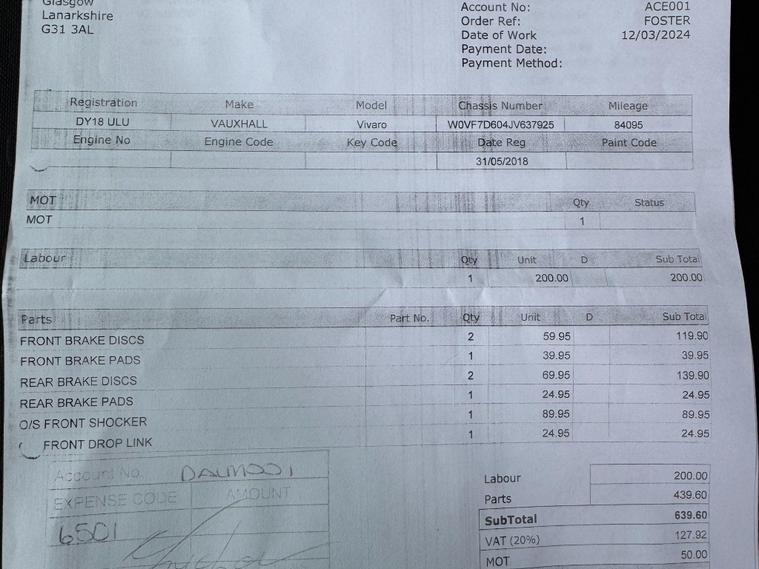 Glasgow
Lanarkshire
G31 3AL
Account No: ACE001
Order Ref: FOSTER
Date of Work 12/03/2024
Payment Date:
Payment Method:
Registration Make Model Chassis Number Mileage
DY18 ULU VAUXHALL Vivaro W0VF7D604JV637925 84095
Engine No Engine Code Key Code Date Reg Paint Code
31/05/2018
MOT Qty Status
MOT 1
Labour Qty Unit D Sub Total
1 200.00 200.00
Parts Part No. Qty Unit D Sub Total
FRONT BRAKE DISCS 2 59.95 119.90
FRONT BRAKE PADS 1 39.95 39.95
REAR BRAKE DISCS 2 69.95 139.90
REAR BRAKE PADS 1 24.95 24.95
O/S FRONT SHOCKER 1 89.95 89.95
FRONT DROP LINK 1 24.95 24.95
Account No.
EXPENSE CODE AMOUNT
6501
Labour 200.00
Parts 439.60
SubTotal 639.60
VAT (20%) 127.92
MOT 50.00